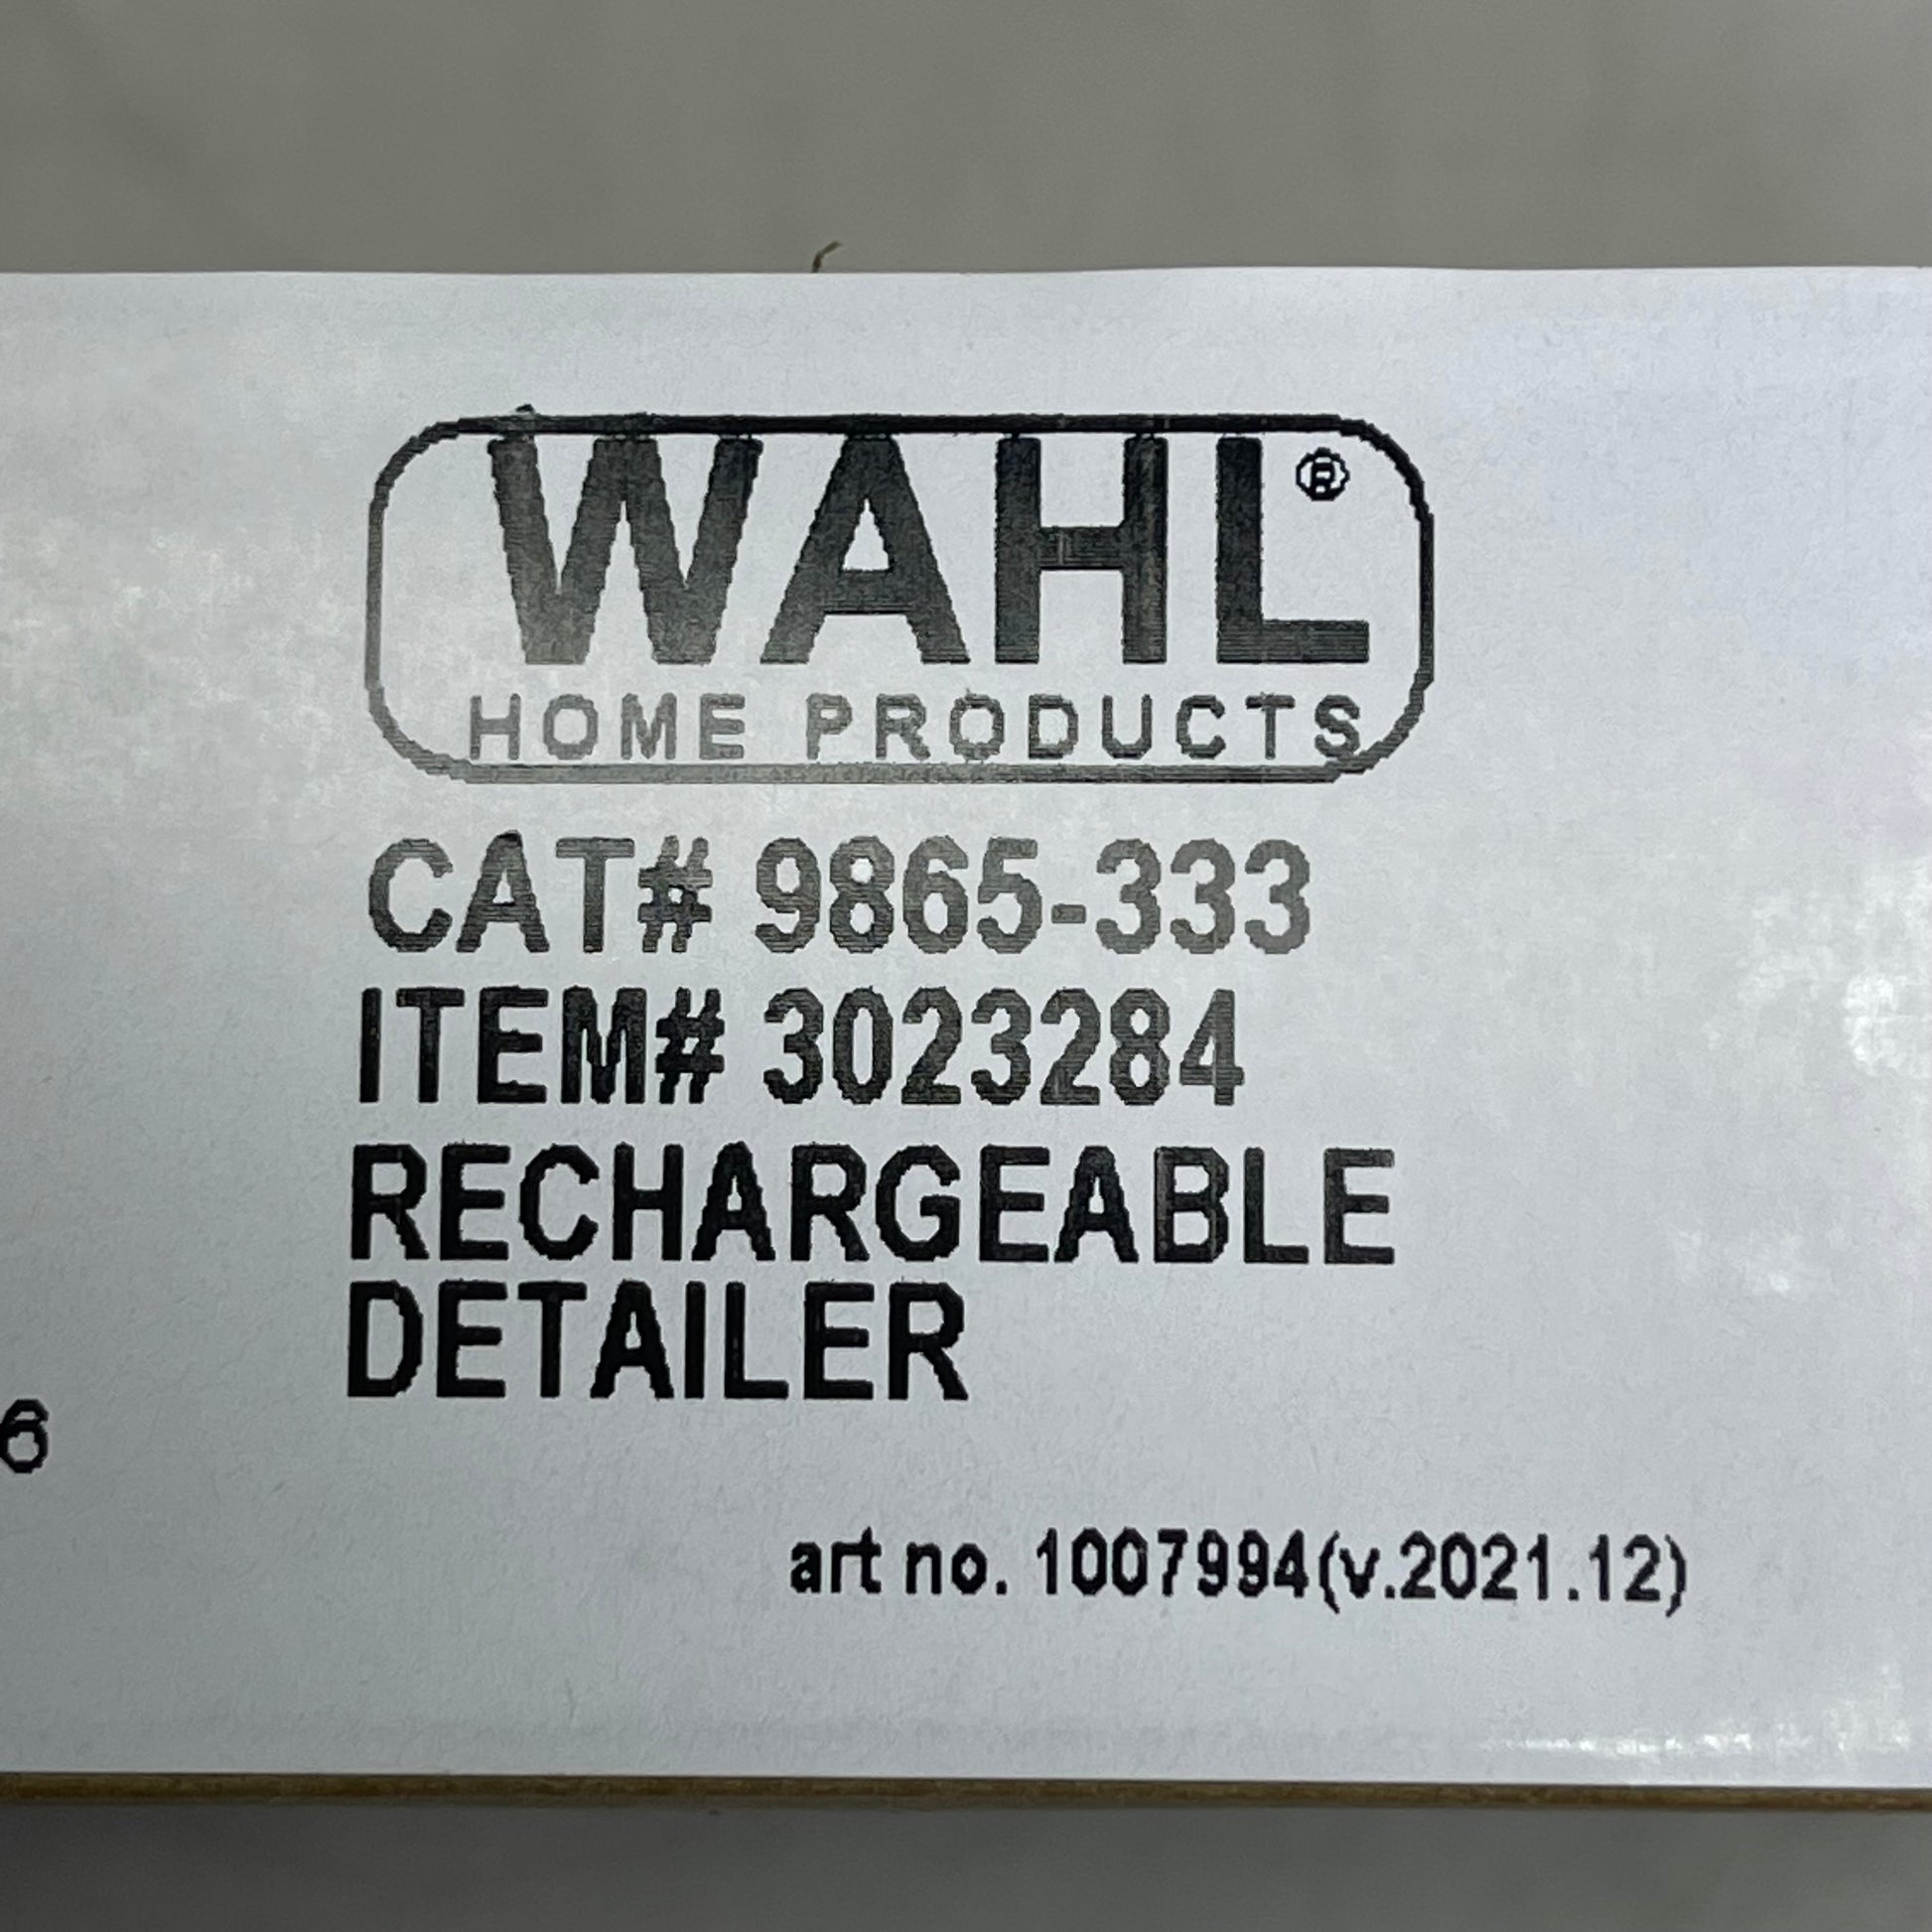 WAHL®
HOME PRODUCTS
CAT# 9865-333
ITEM# 3023284
RECHARGEABLE
DETAILER
6
art no. 1007994(v.2021.12)